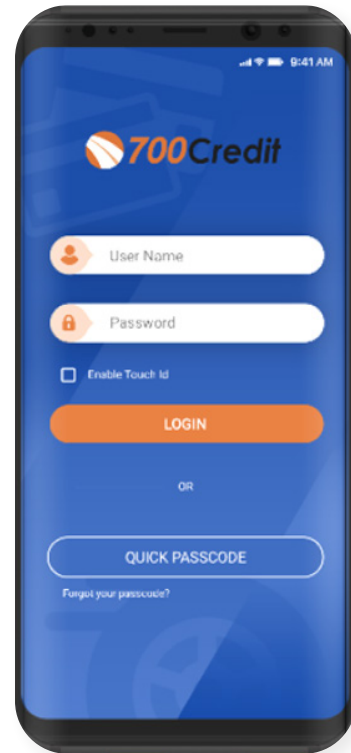 9:41 AM
700Credit
User Name
Password
Enable Touch Id
LOGIN
OR
QUICK PASSCODE
Forgot your passcode?